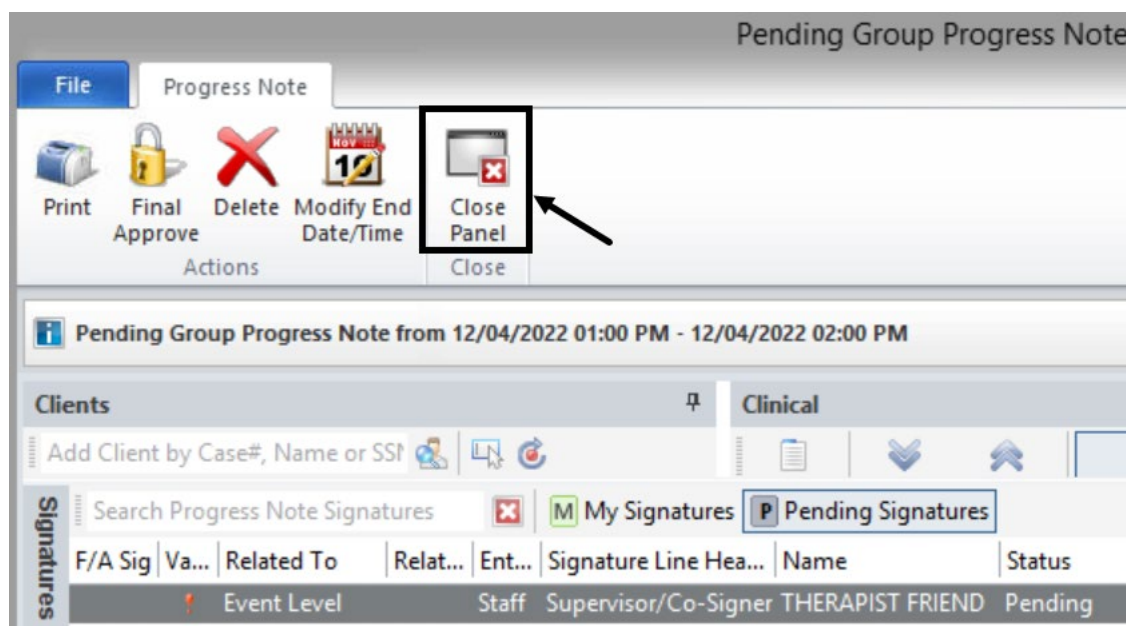 Pending Group Progress Note
File Progress Note
NOV
19
Print Final Approve Delete Modify End Date/Time Close Panel
Actions Close
Pending Group Progress Note from 12/04/2022 01:00 PM - 12/04/2022 02:00 PM
Clients Clinical
Add Client by Case#, Name or SSN
Signatures
Search Progress Note Signatures M My Signatures P Pending Signatures
F/A Sig Va... Related To Relat... Ent... Signature Line Hea... Name Status
Event Level Staff Supervisor/Co-Signer THERAPIST FRIEND Pending